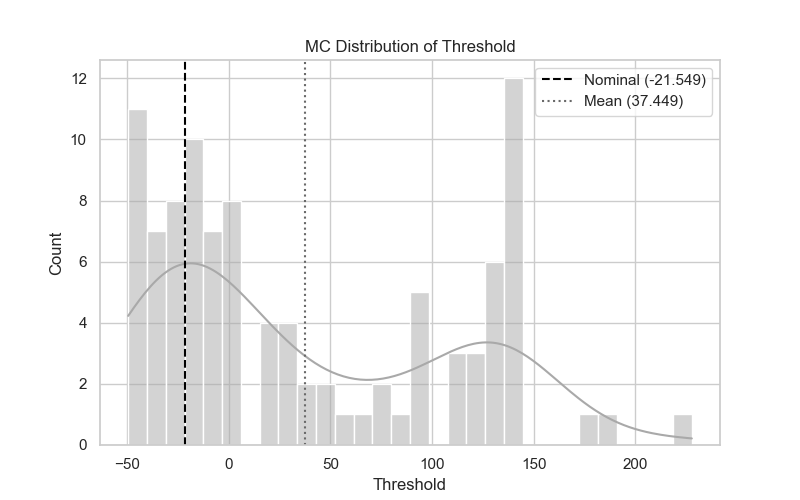 MC Distribution of Threshold
Nominal (-21.549)
Mean (37.449)
12
10
8
6
4
2
0
Count
−50
0
50
100
150
200
Threshold